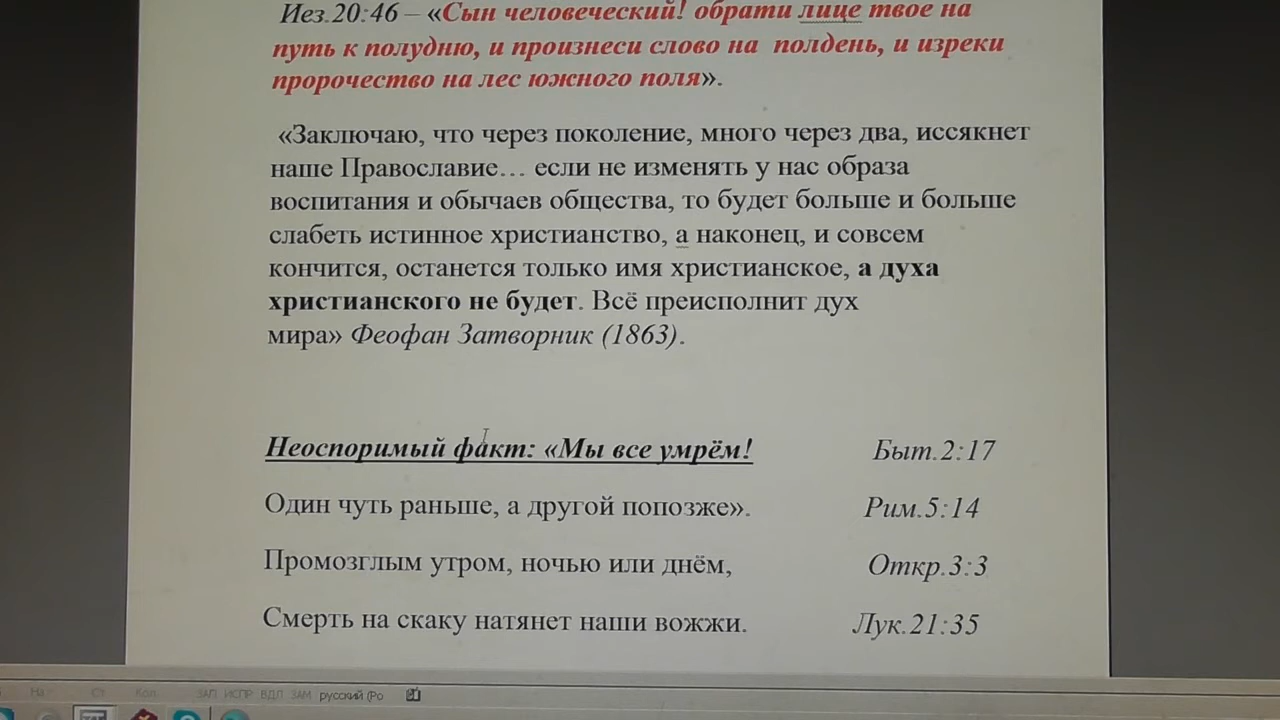 Иез.20:46 – «Сын человеческий! обрати лице твое на
путь к полудню, и произнеси слово на полдень, и изреки
пророчество на лес южного поля».
«Заключаю, что через поколение, много через два, иссякнет
наше Православие… если не изменять у нас образа
воспитания и обычаев общества, то будет больше и больше
слабеть истинное христианство, а наконец, и совсем
кончится, останется только имя христианское, а духа
христианского не будет. Всё преисполнит дух
мира» Феофан Затворник (1863).
Неоспоримый факт: «Мы все умрём! Быт.2:17
Один чуть раньше, а другой попозже». Рим.5:14
Промозглым утром, ночью или днём, Откр.3:3
Смерть на скаку натянет наши вожжи. Лук.21:35
На Ст Кол ЗАП ИСПР ВДЛ ЗАМ русский (Ро